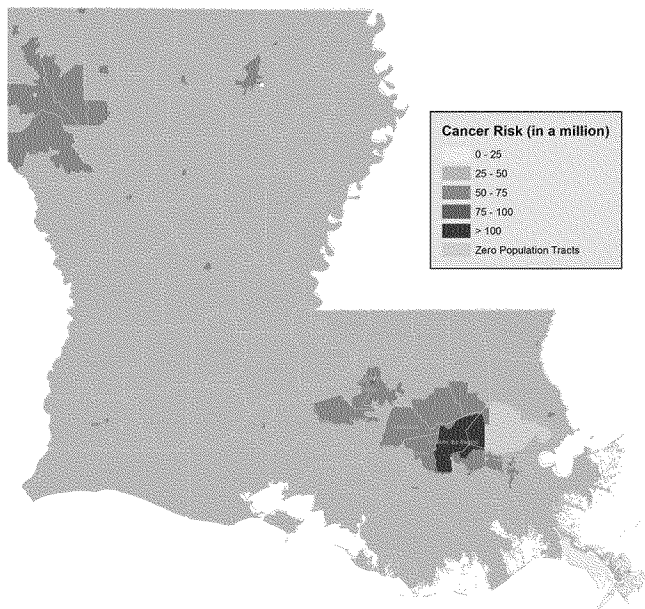 Cancer Risk (in a million)
0 - 25
25 - 50
50 - 75
75 - 100
> 100
Zero Population Tracts